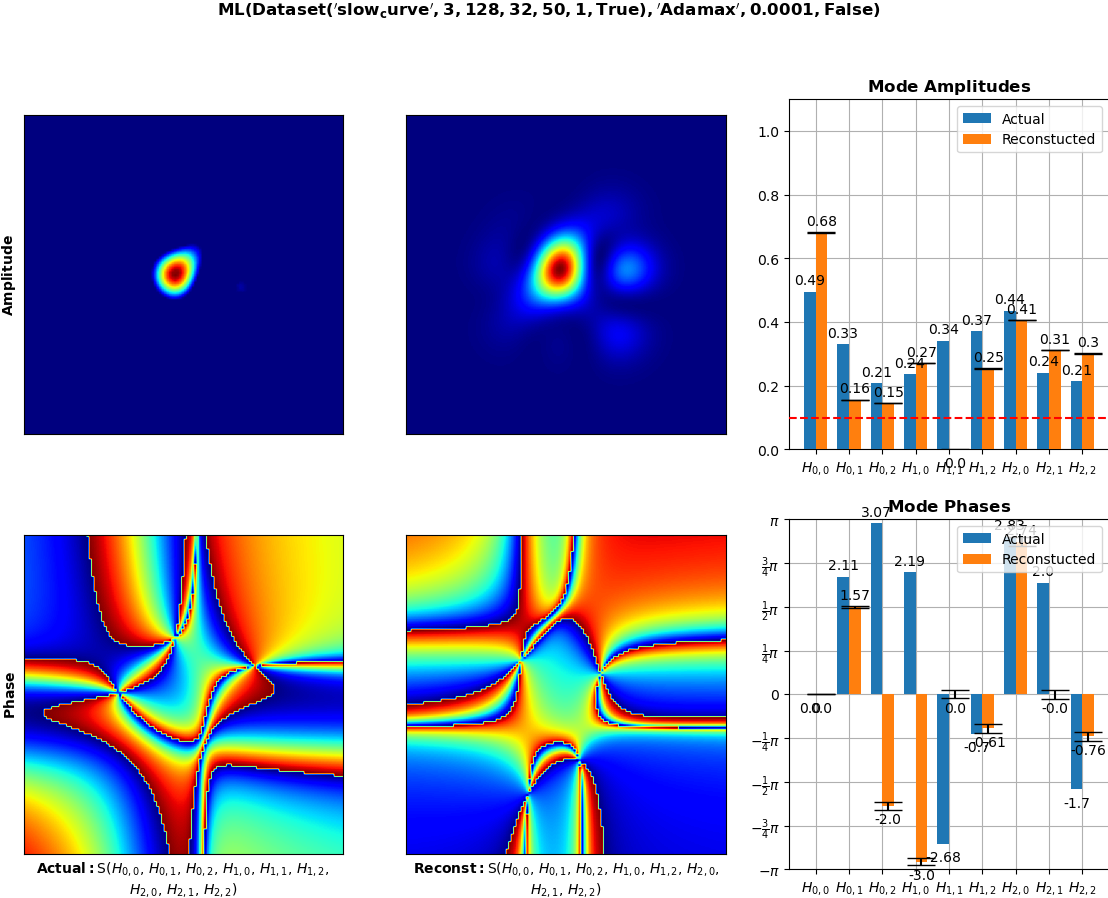 ML(Dataset('slow_curve', 3, 128, 32, 50, 1, True), 'Adamax', 0.0001, False)
Mode Amplitudes
Actual
Reconstucted
1.0
0.8
0.6
0.4
0.2
0.0
0.49
0.68
0.33
0.16
0.21
0.15
0.24
0.27
0.34
0.0
0.37
0.25
0.44
0.41
0.24
0.31
0.21
0.3
H0,0 H0,1 H0,2 H1,0 H1,1 H1,2 H2,0 H2,1 H2,2
Amplitude
Mode Phases
Actual
Reconstucted
π
3/4π
1/2π
1/4π
0
−1/4π
−1/2π
−3/4π
−π
0.0
0.0
2.11
1.57
3.07
-2.0
2.19
-3.0
-2.68
0.0
-0.7
-0.61
2.83
2.0
-0.0
-1.7
-0.76
H0,0 H0,1 H0,2 H1,0 H1,1 H1,2 H2,0 H2,1 H2,2
Phase
Actual: S(H0,0, H0,1, H0,2, H1,0, H1,1, H1,2,
H2,0, H2,1, H2,2)
Reconst: S(H0,0, H0,1, H0,2, H1,0, H1,2, H2,0,
H2,1, H2,2)